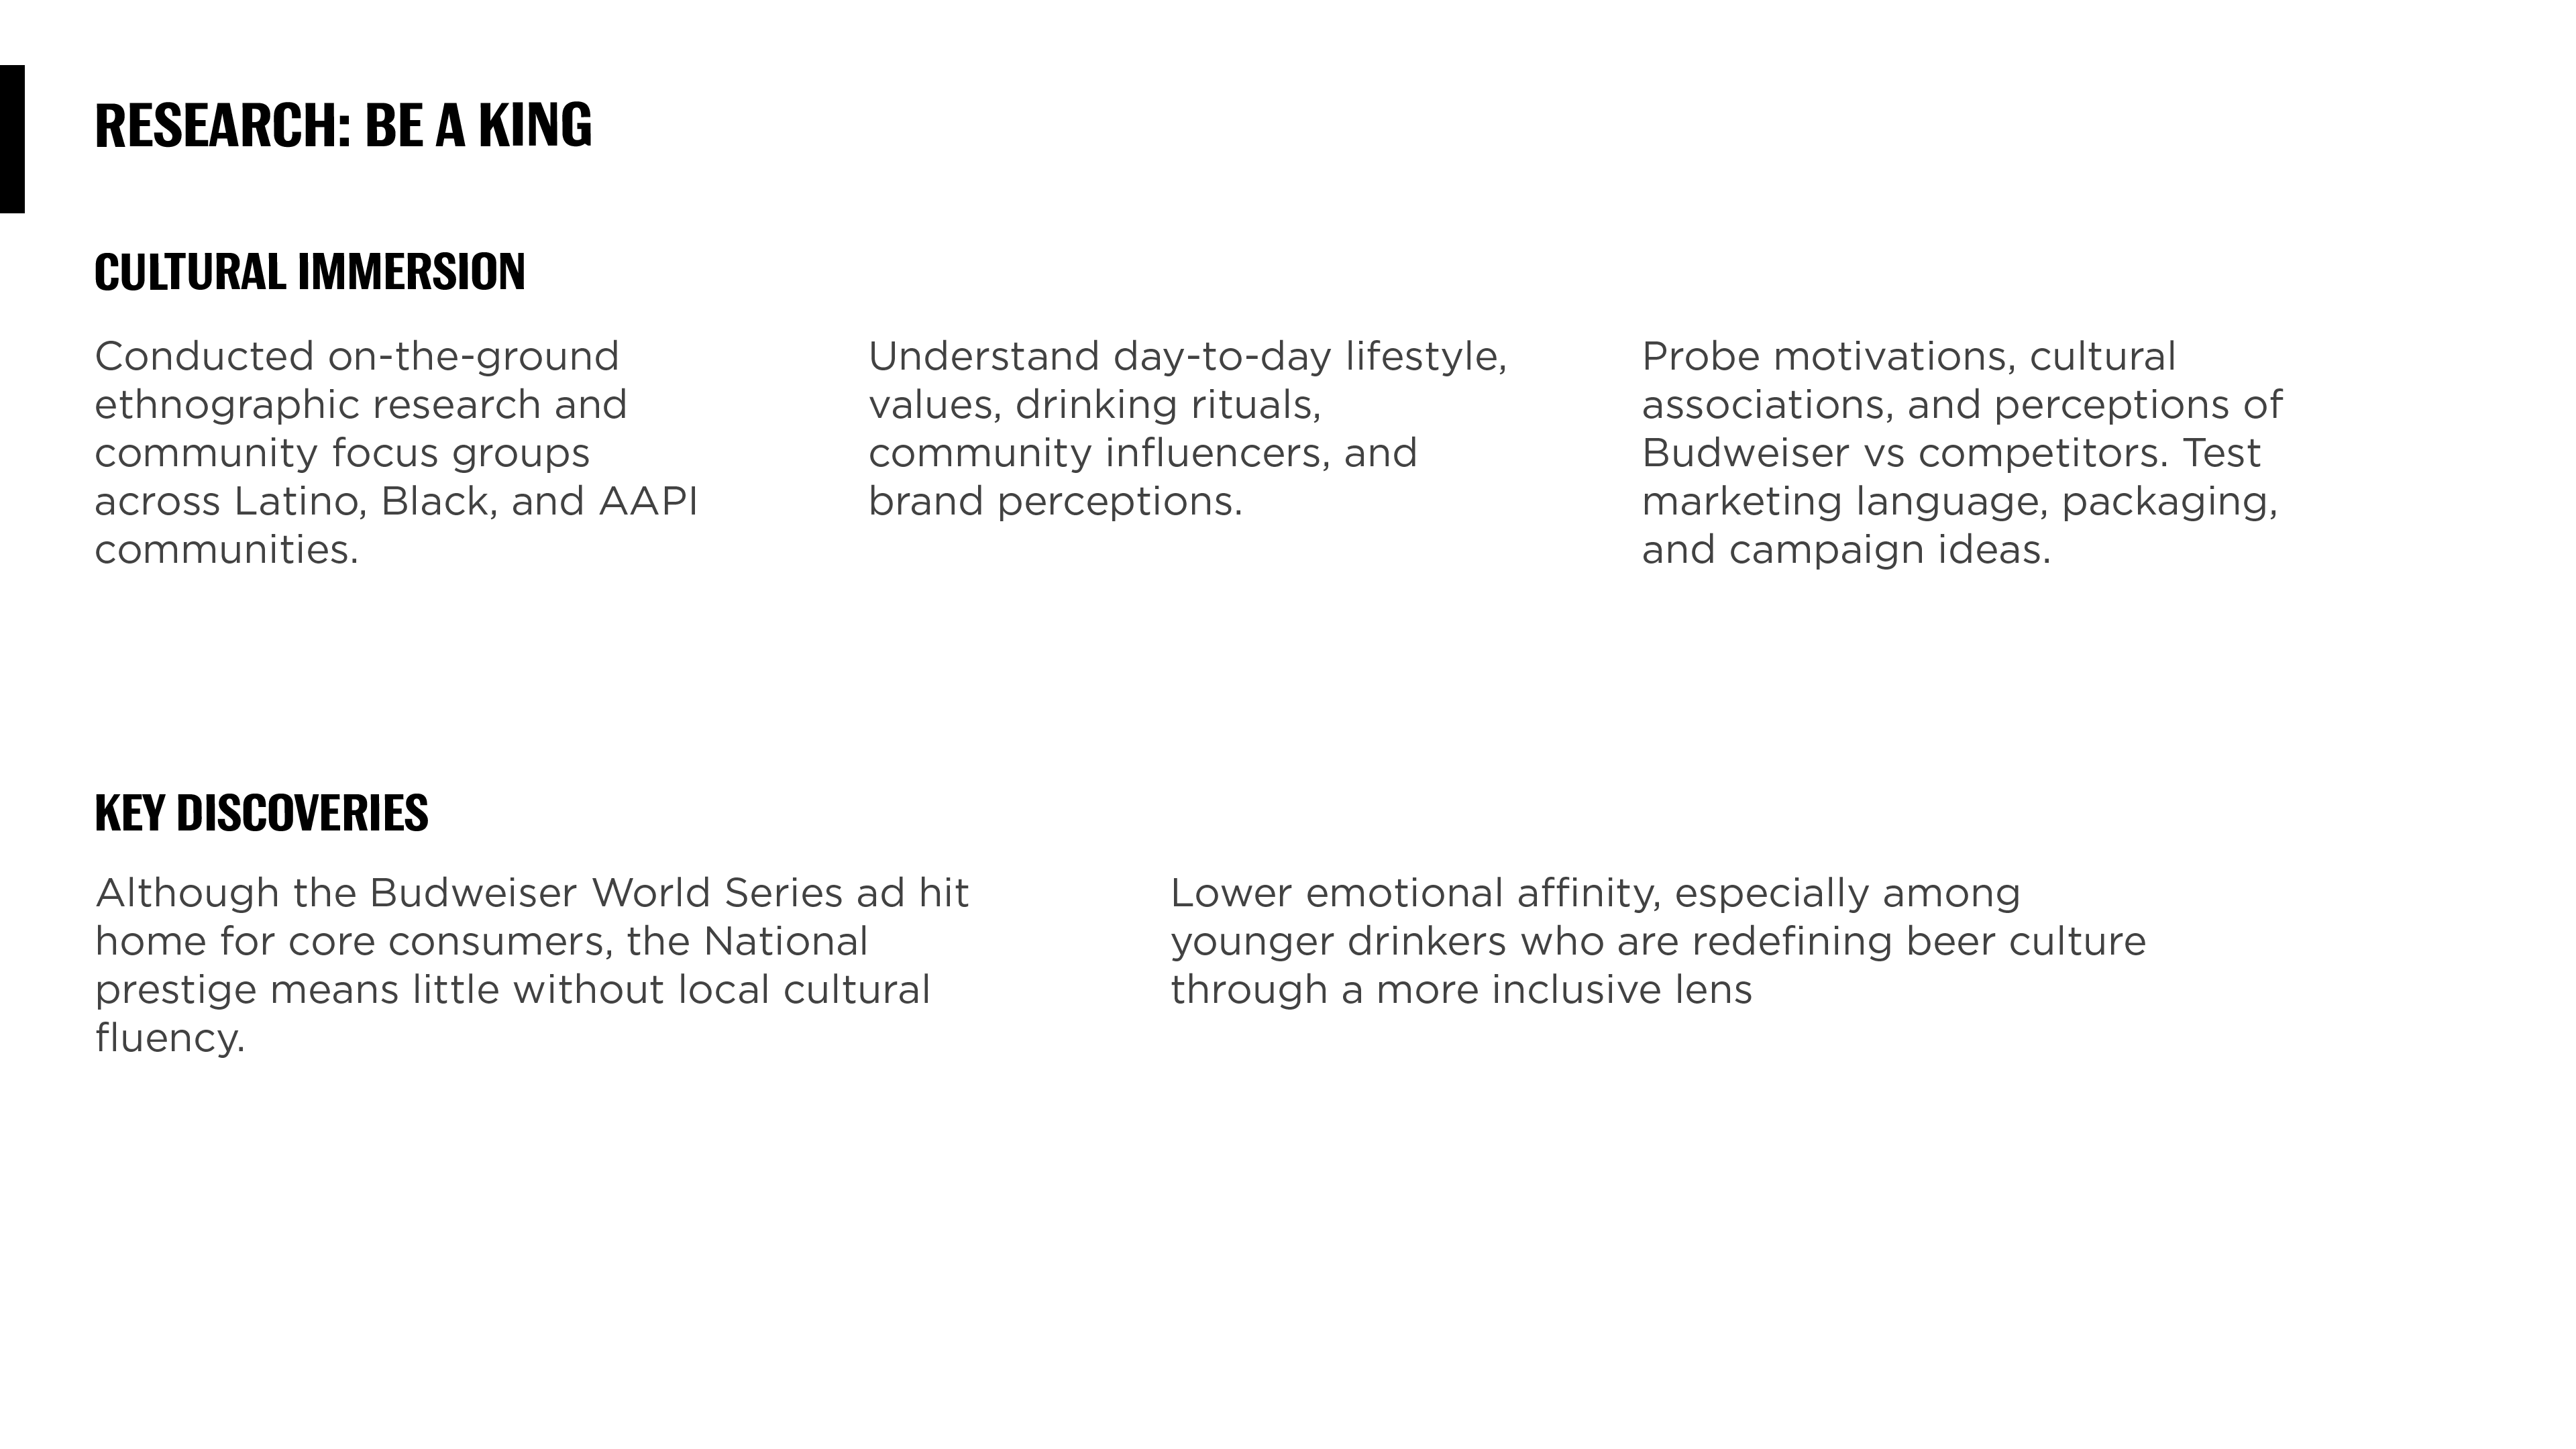 RESEARCH: BE A KING
CULTURAL IMMERSION
Conducted on-the-ground
ethnographic research and
community focus groups
across Latino, Black, and AAPI
communities.
Understand day-to-day lifestyle,
values, drinking rituals,
community influencers, and
brand perceptions.
Probe motivations, cultural
associations, and perceptions of
Budweiser vs competitors. Test
marketing language, packaging,
and campaign ideas.
KEY DISCOVERIES
Although the Budweiser World Series ad hit
home for core consumers, the National
prestige means little without local cultural
fluency.
Lower emotional affinity, especially among
younger drinkers who are redefining beer culture
through a more inclusive lens